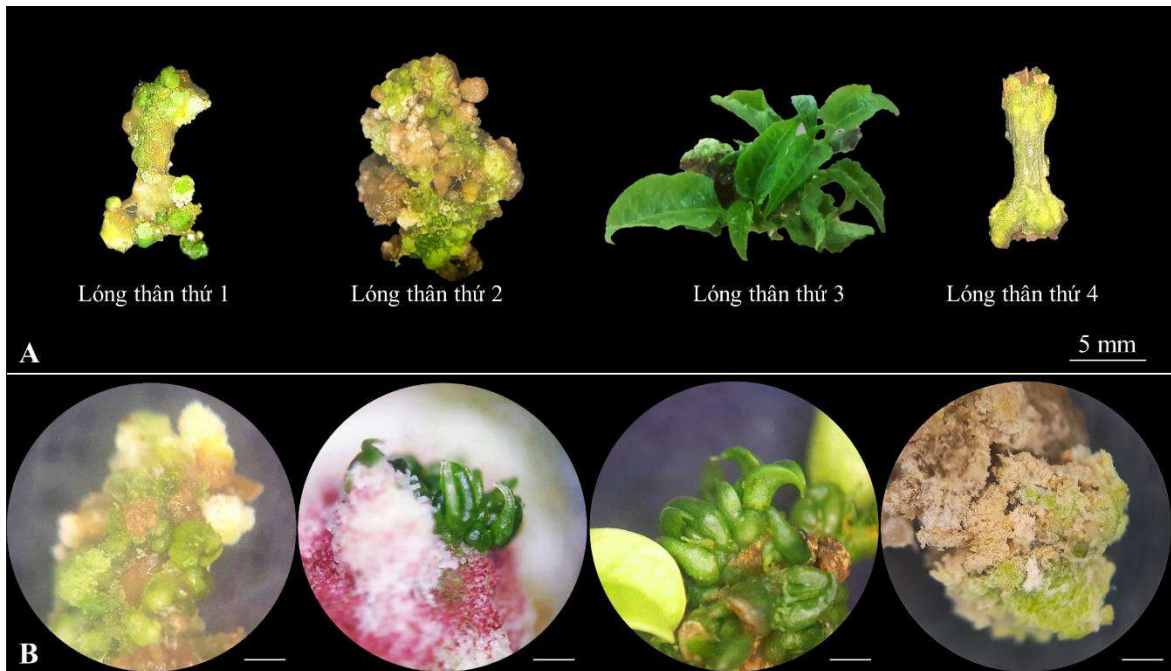 Lóng thân thứ 1
Lóng thân thứ 2
Lóng thân thứ 3
Lóng thân thứ 4
A
5 mm
B